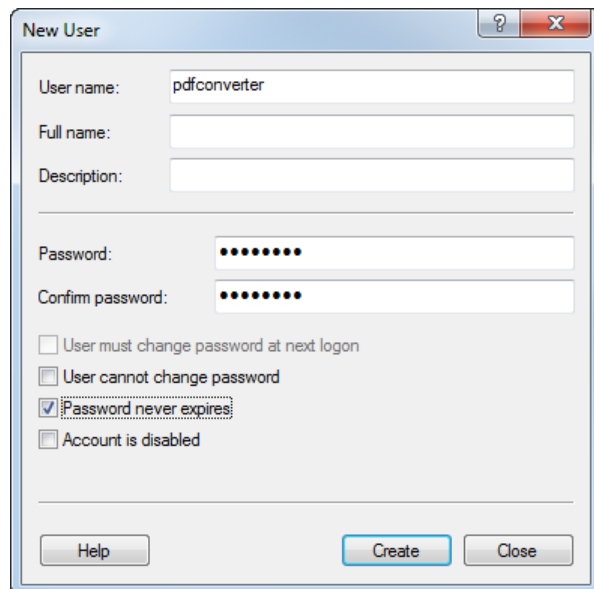 New User
User name: pdfconverter
Full name:
Description:
Password: ••••••••
Confirm password: ••••••••
User must change password at next logon
User cannot change password
Password never expires
Account is disabled
Help Create Close